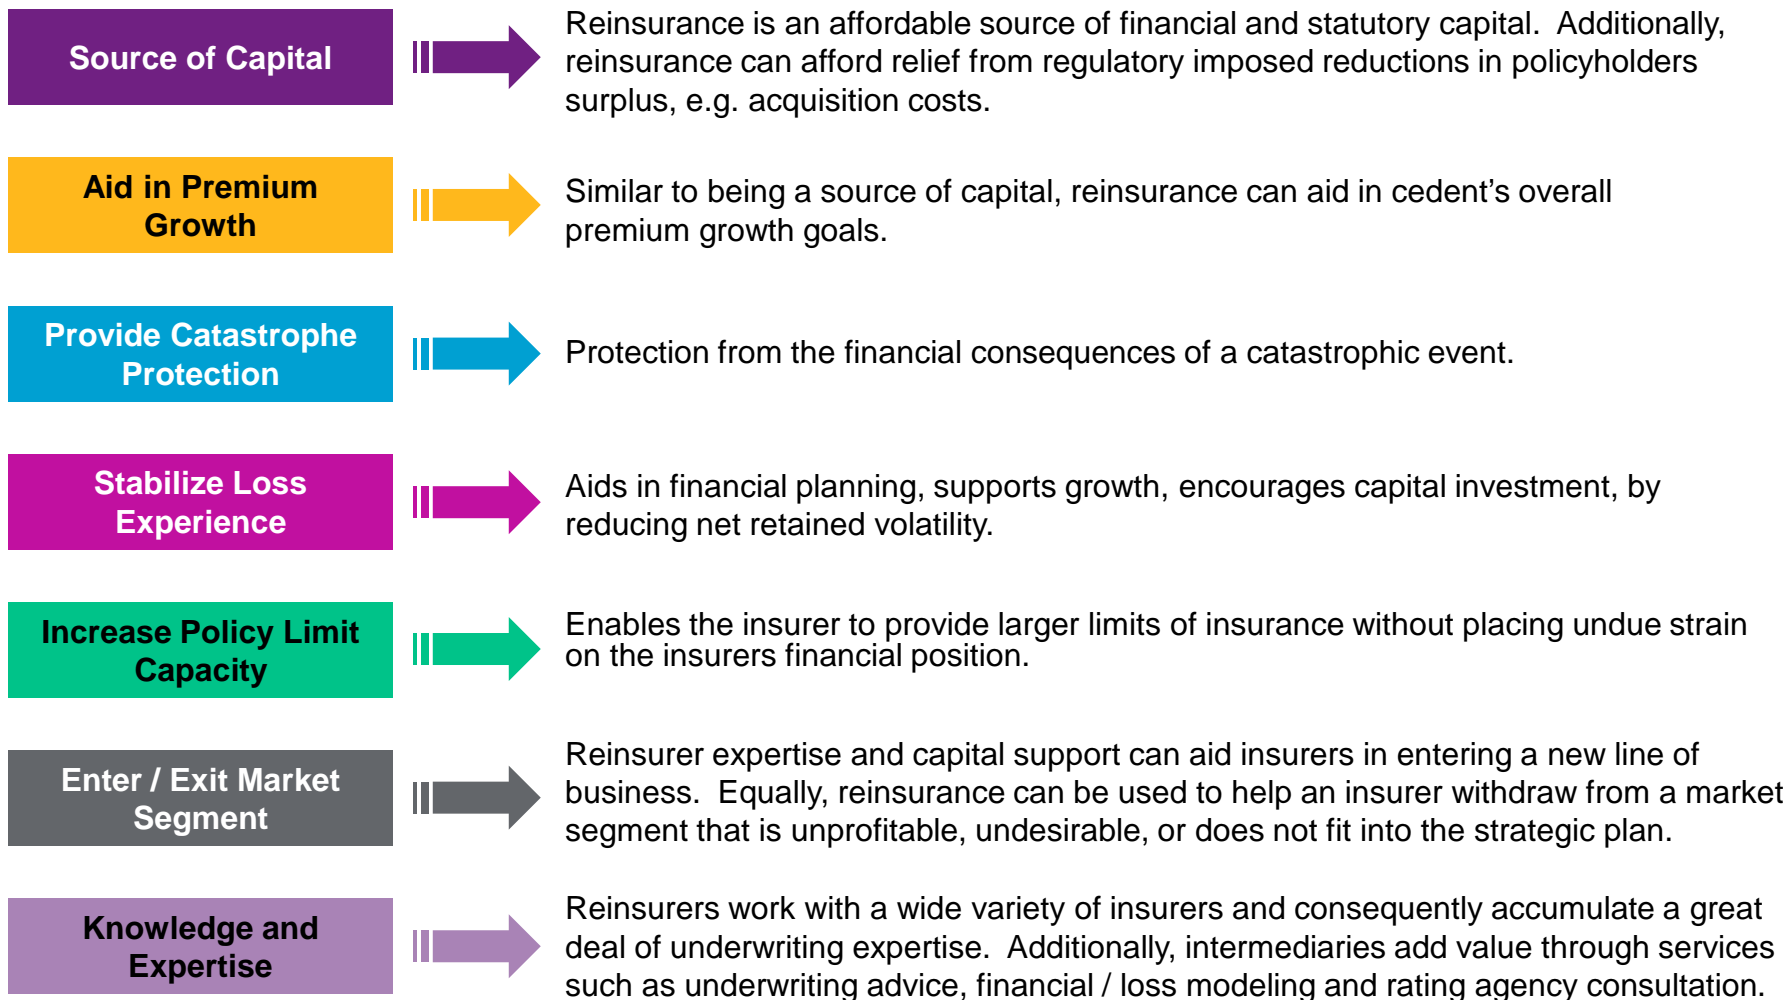 Source of Capital
Reinsurance is an affordable source of financial and statutory capital.  Additionally,
reinsurance can afford relief from regulatory imposed reductions in policyholders
surplus, e.g. acquisition costs.
Aid in Premium
Growth
Similar to being a source of capital, reinsurance can aid in cedent’s overall
premium growth goals.
Provide Catastrophe
Protection
Protection from the financial consequences of a catastrophic event.
Stabilize Loss
Experience
Aids in financial planning, supports growth, encourages capital investment, by
reducing net retained volatility.
Increase Policy Limit
Capacity
Enables the insurer to provide larger limits of insurance without placing undue strain
on the insurers financial position.
Enter / Exit Market
Segment
Reinsurer expertise and capital support can aid insurers in entering a new line of
business.  Equally, reinsurance can be used to help an insurer withdraw from a market
segment that is unprofitable, undesirable, or does not fit into the strategic plan.
Knowledge and
Expertise
Reinsurers work with a wide variety of insurers and consequently accumulate a great
deal of underwriting expertise.  Additionally, intermediaries add value through services
such as underwriting advice, financial / loss modeling and rating agency consultation.